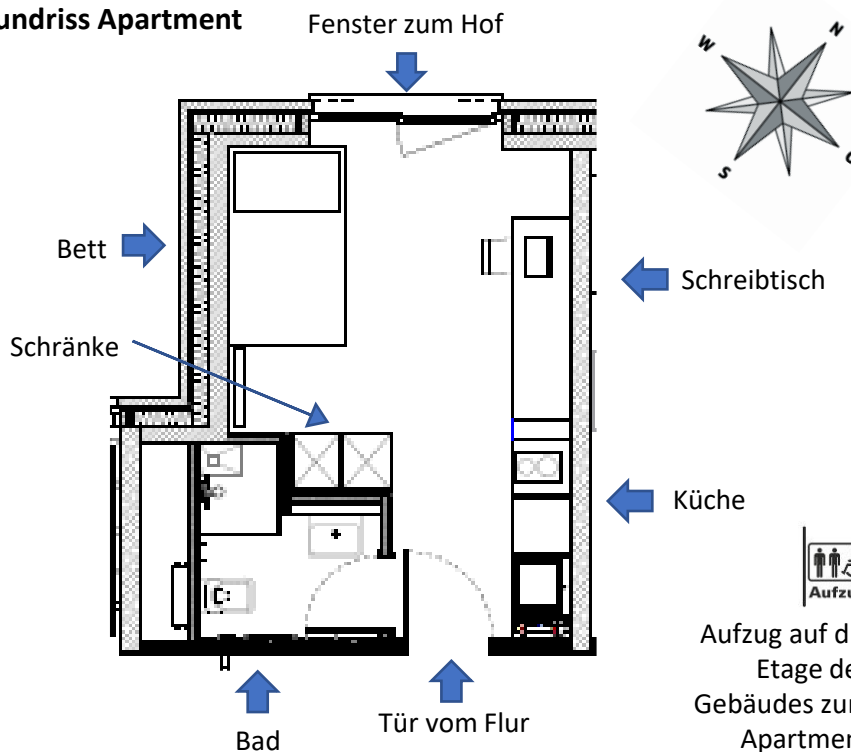 undriss Apartment
Fenster zum Hof
W
N
S
Bett
Schreibtisch
Schränke
Küche
Aufzu
Aufzug auf d
Etage de
Gebäudes zur
Apartmen
Tür vom Flur
Bad